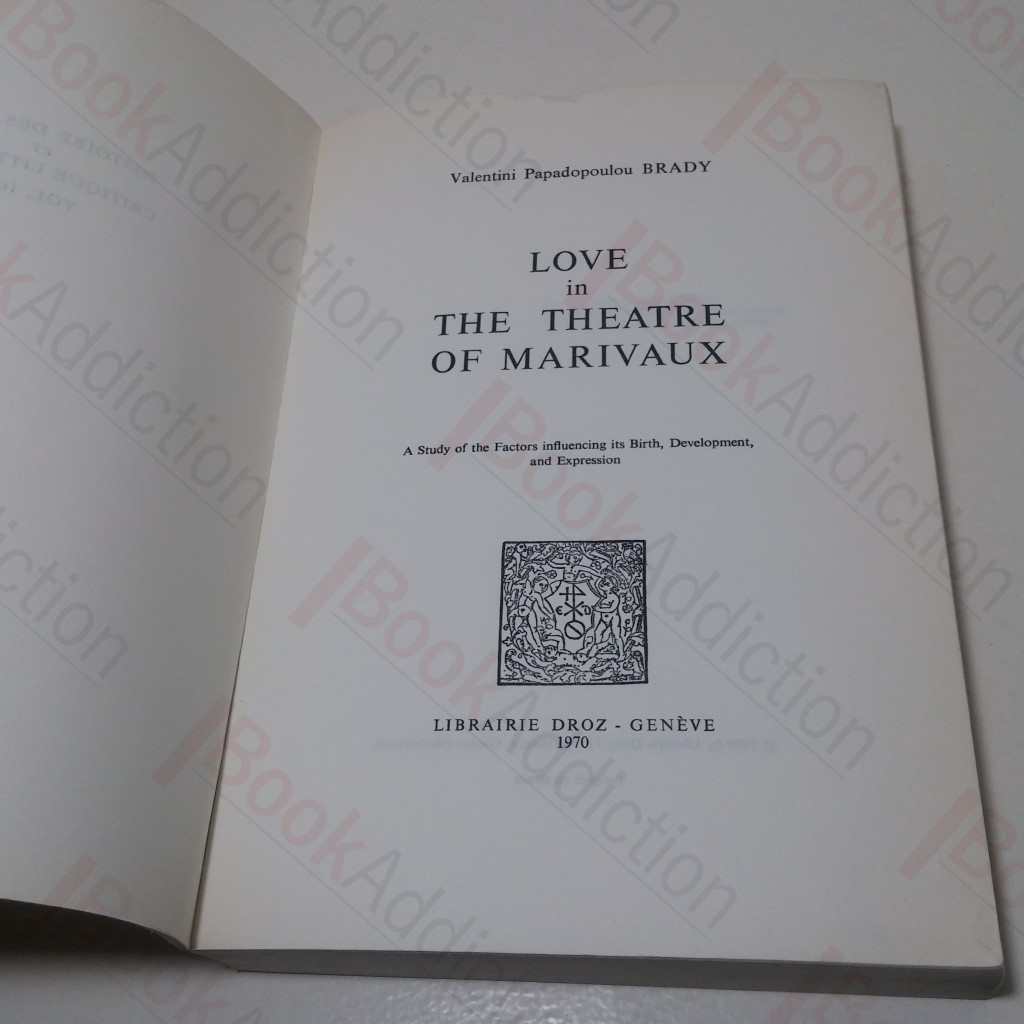 Valentini Papadopoulou BRADY
LOVE
in
THE THEATRE
OF MARIVAUX
A Study of the Factors influencing its Birth, Development,
and Expression
LIBRAIRIE DROZ - GENÈVE
1970
BookAddiction